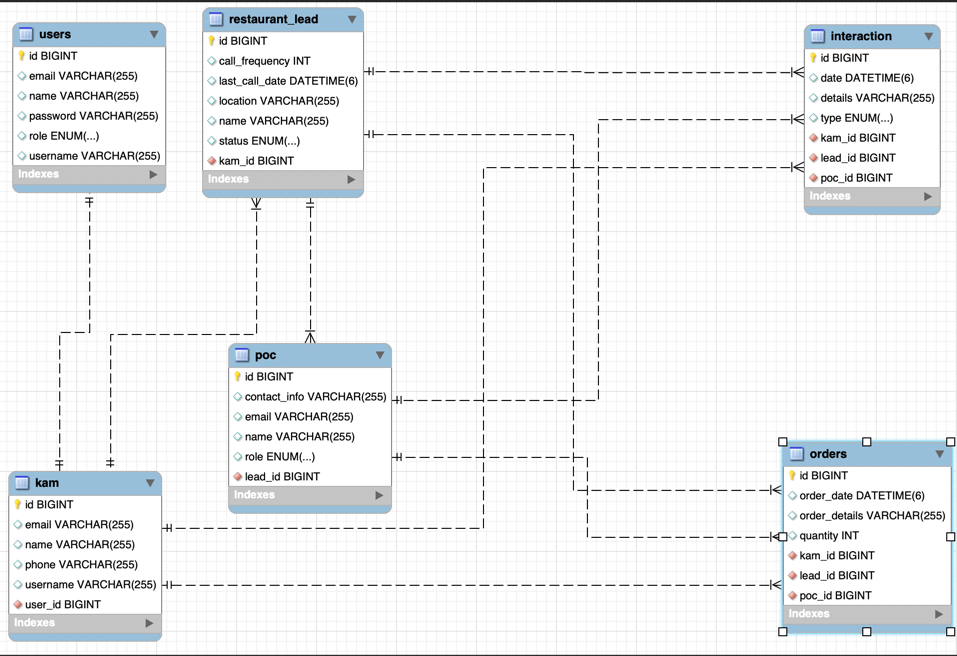 users
id BIGINT
email VARCHAR(255)
name VARCHAR(255)
password VARCHAR(255)
role ENUM(...)
username VARCHAR(255)
Indexes
restaurant_lead
id BIGINT
call_frequency INT
last_call_date DATETIME(6)
location VARCHAR(255)
name VARCHAR(255)
status ENUM(...)
kam_id BIGINT
Indexes
interaction
id BIGINT
date DATETIME(6)
details VARCHAR(255)
type ENUM(...)
kam_id BIGINT
lead_id BIGINT
poc_id BIGINT
Indexes
poc
id BIGINT
contact_info VARCHAR(255)
email VARCHAR(255)
name VARCHAR(255)
role ENUM(...)
lead_id BIGINT
Indexes
kam
id BIGINT
email VARCHAR(255)
name VARCHAR(255)
phone VARCHAR(255)
username VARCHAR(255)
user_id BIGINT
Indexes
orders
id BIGINT
order_date DATETIME(6)
order_details VARCHAR(255)
quantity INT
kam_id BIGINT
lead_id BIGINT
poc_id BIGINT
Indexes